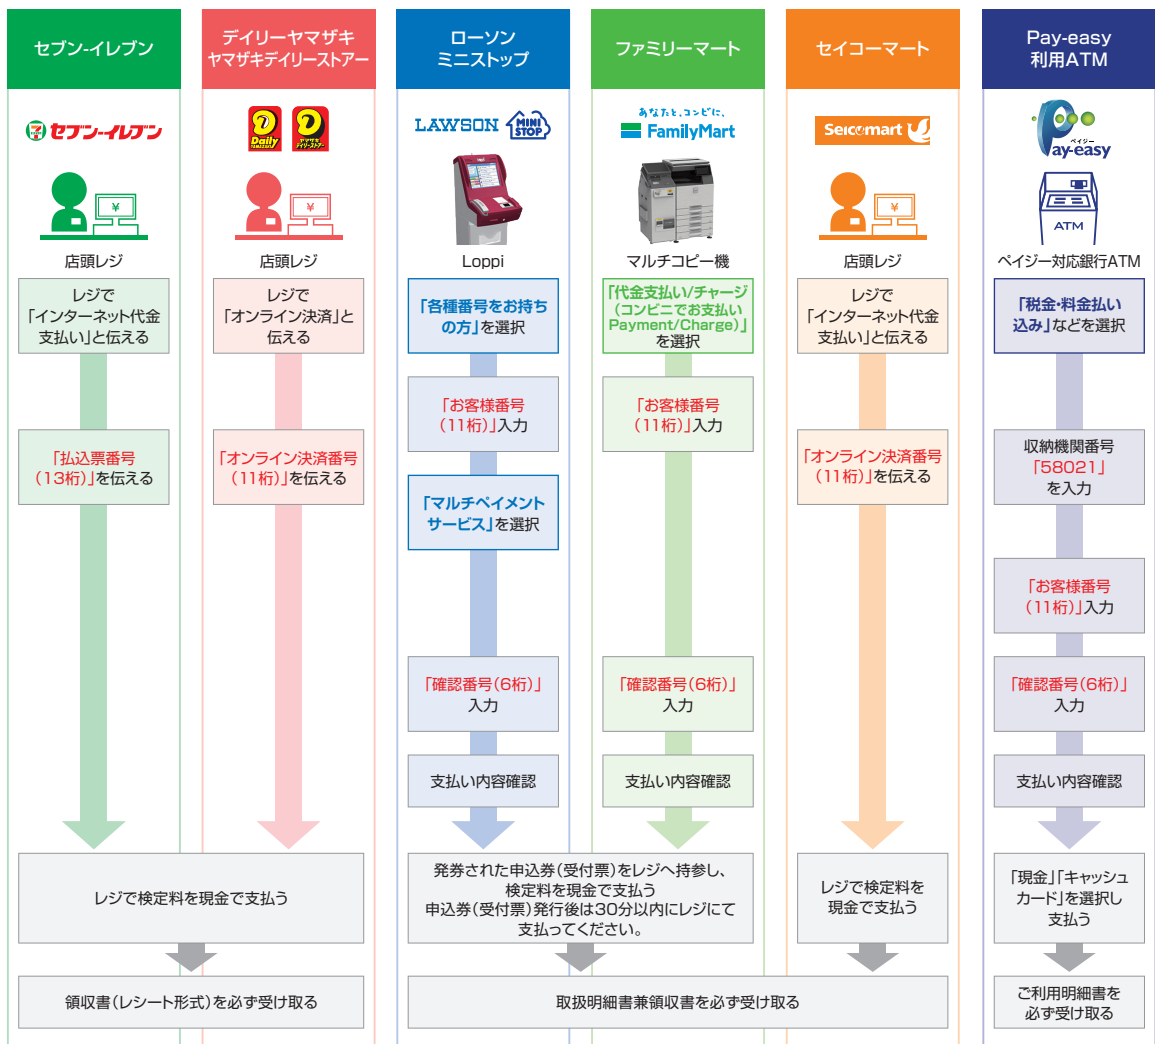 セブン-イレブン
デイリーヤマザキ
ヤマザキデイリーストアー
ローソン
ミニストップ
ファミリーマート
セイコーマート
Pay-easy
利用ATM
セブン-イレブン
Daily
YAMAZAKI
ヤマザキ
デイリーストアー
LAWSON
MINI
STOP
あなたと、コンビに、
FamilyMart
Seicomart
ペイジー
Pay-easy
¥
¥
¥
ATM
店頭レジ
店頭レジ
Loppi
マルチコピー機
店頭レジ
ペイジー対応銀行ATM
レジで
「インターネット代金
支払い」と伝える
レジで
「オンライン決済」と
伝える
「各種番号をお持ち
の方」を選択
「代金支払い/チャージ
(コンビニでお支払い
Payment/Charge)」
を選択
レジで
「インターネット代金
支払い」と伝える
「税金・料金払い
込み」などを選択
「お客様番号
(11桁)」入力
「お客様番号
(11桁)」入力
「払込票番号
(13桁)」を伝える
「オンライン決済番号
(11桁)」を伝える
「マルチペイメント
サービス」を選択
「オンライン決済番号
(11桁)」を伝える
収納機関番号
「58021」
を入力
「お客様番号
(11桁)」入力
「確認番号(6桁)」
入力
「確認番号(6桁)」
入力
「確認番号(6桁)」
入力
支払い内容確認
支払い内容確認
支払い内容確認
レジで検定料を現金で支払う
発券された申込券(受付票)をレジへ持参し、
検定料を現金で支払う
申込券(受付票)発行後は30分以内にレジにて
支払ってください。
レジで検定料を
現金で支払う
「現金」「キャッシュ
カード」を選択し
支払う
領収書(レシート形式)を必ず受け取る
取扱明細書兼領収書を必ず受け取る
ご利用明細書を
必ず受け取る